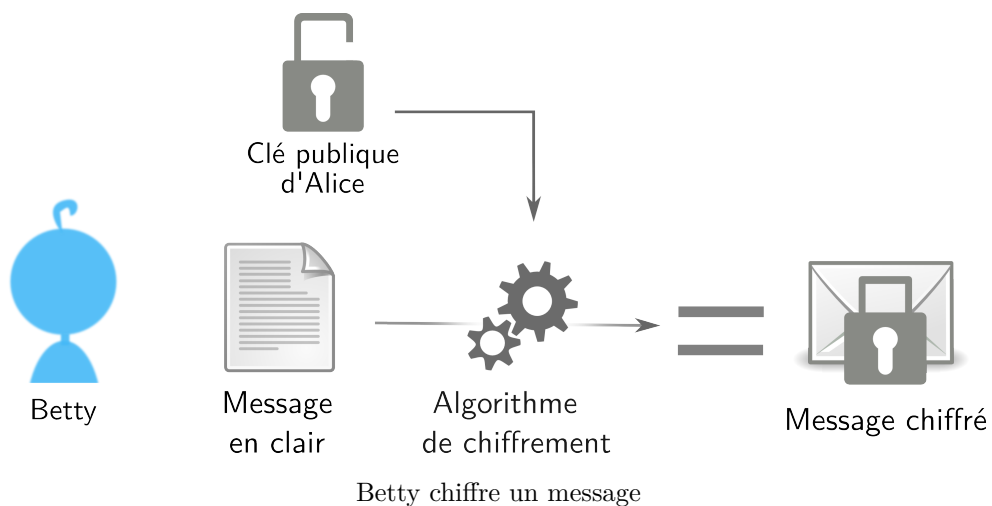 Clé publique
d'Alice
Betty
Message
en clair
Algorithme
de chiffrement
Message chiffré
Betty chiffre un message